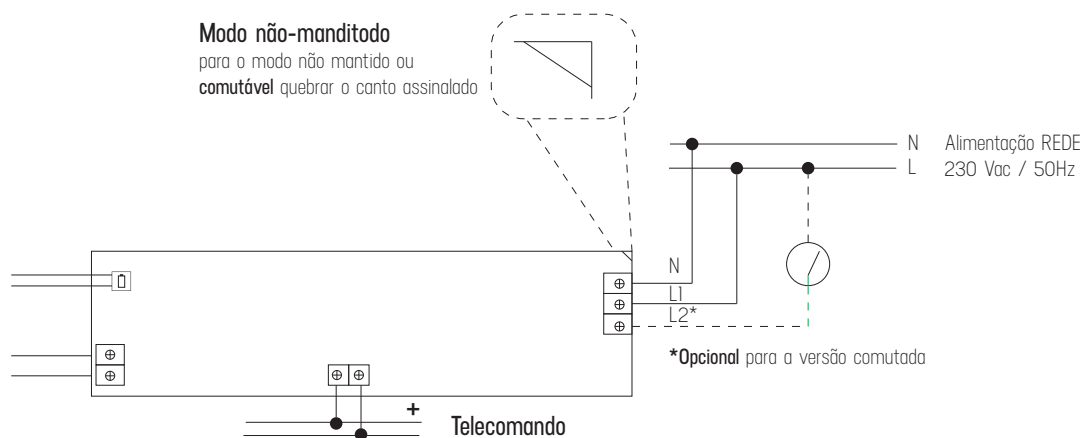 Modo não-manditodo
para o modo não mantido ou
comutável quebrar o canto assinalado
N Alimentação REDE
L 230 Vac / 50Hz
N
L1
L2*
*Opcional para a versão comutada
+
Telecomando